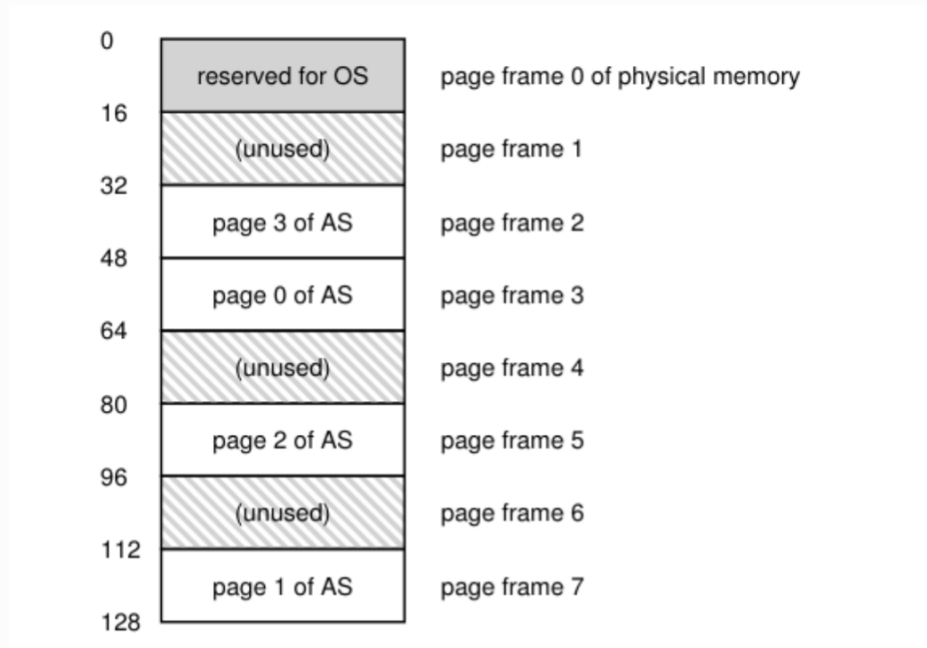 0
reserved for OS page frame 0 of physical memory
16
(unused) page frame 1
32
page 3 of AS page frame 2
48
page 0 of AS page frame 3
64
(unused) page frame 4
80
page 2 of AS page frame 5
96
(unused) page frame 6
112
page 1 of AS page frame 7
128